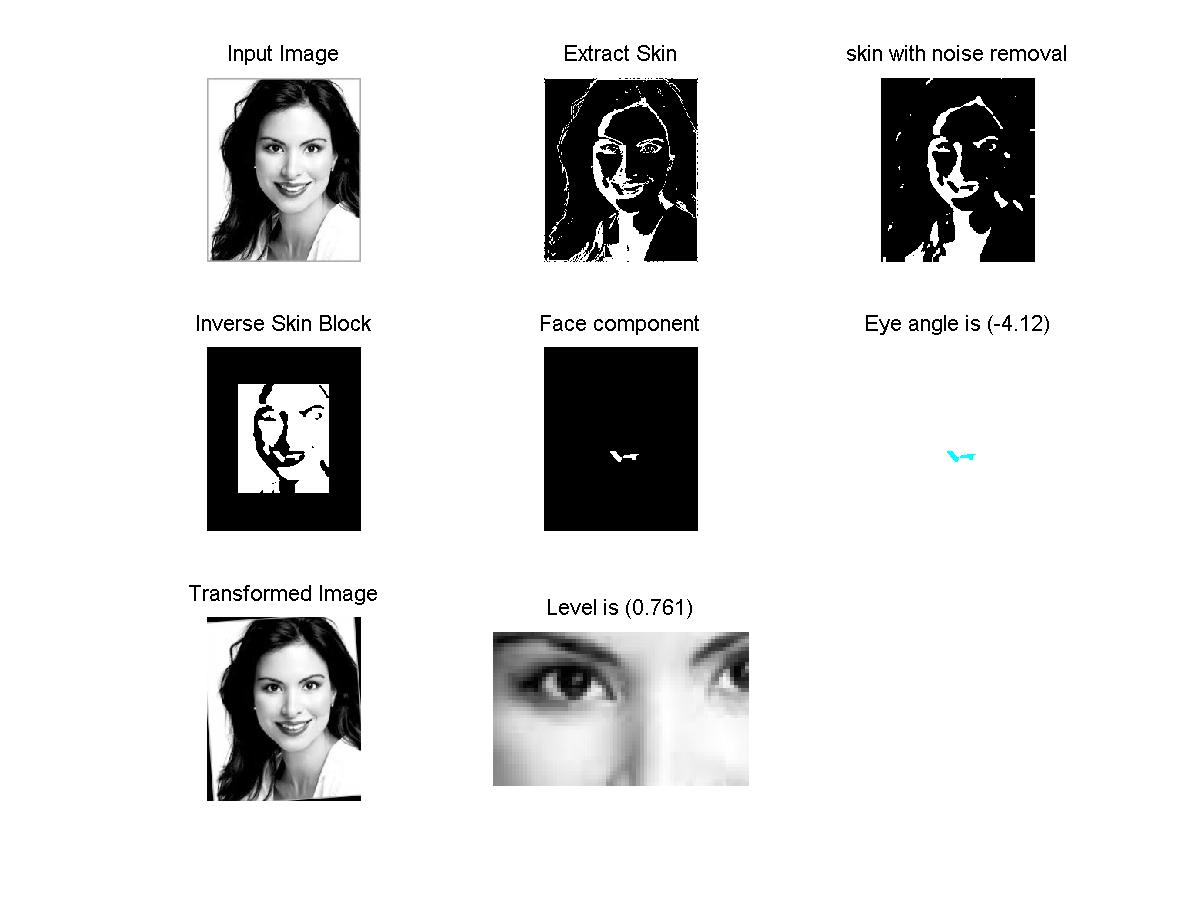 Input Image
Extract Skin
skin with noise removal
Inverse Skin Block
Face component
Eye angle is (-4.12)
Transformed Image
Level is (0.761)